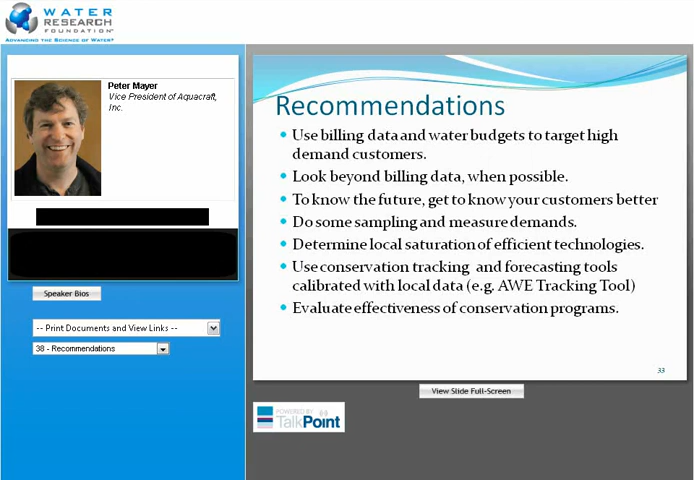 WATER
RESEARCH
FOUNDATION
ADVANCING THE SCIENCE OF WATER®
Peter Mayer
Vice President of Aquacraft,
Inc.
Speaker Bios
-- Print Documents and View Links --
38 - Recommendations
Recommendations
• Use billing data and water budgets to target high
demand customers.
• Look beyond billing data, when possible.
• To know the future, get to know your customers better
• Do some sampling and measure demands.
• Determine local saturation of efficient technologies.
• Use conservation tracking and forecasting tools
calibrated with local data (e.g. AWE Tracking Tool)
• Evaluate effectiveness of conservation programs.
33
View Slide Full-Screen
POWERED BY
TalkPoint